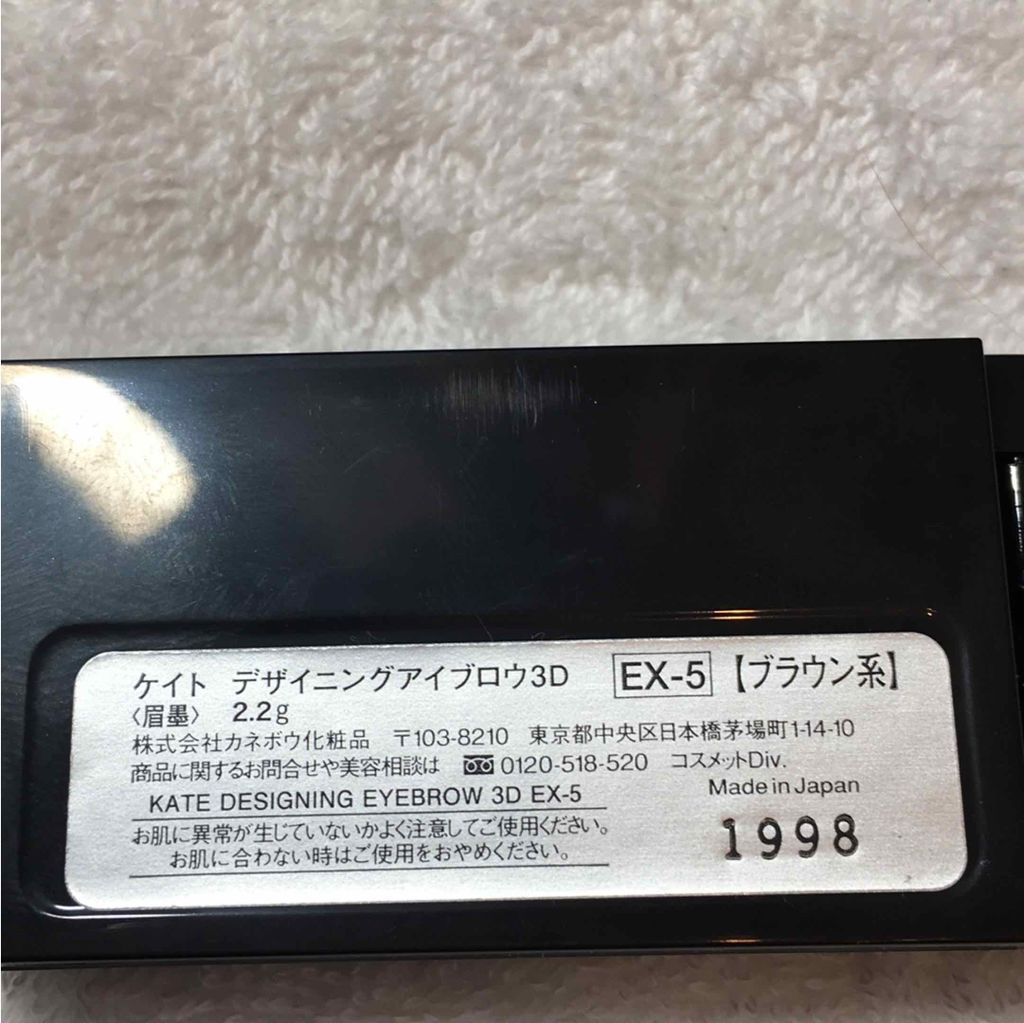 ケイト デザイニングアイブロウ3D EX-5 【ブラウン系】
〈眉墨〉 2.2g
株式会社カネボウ化粧品 〒103-8210 東京都中央区日本橋茅場町1-14-10
商品に関するお問合せや美容相談は 0120-518-520 コスメットDiv.
KATE DESIGNING EYEBROW 3D EX-5 Made in Japan
お肌に異常が生じていないかよく注意してご使用ください。
お肌に合わない時はご使用をおやめください。
1998